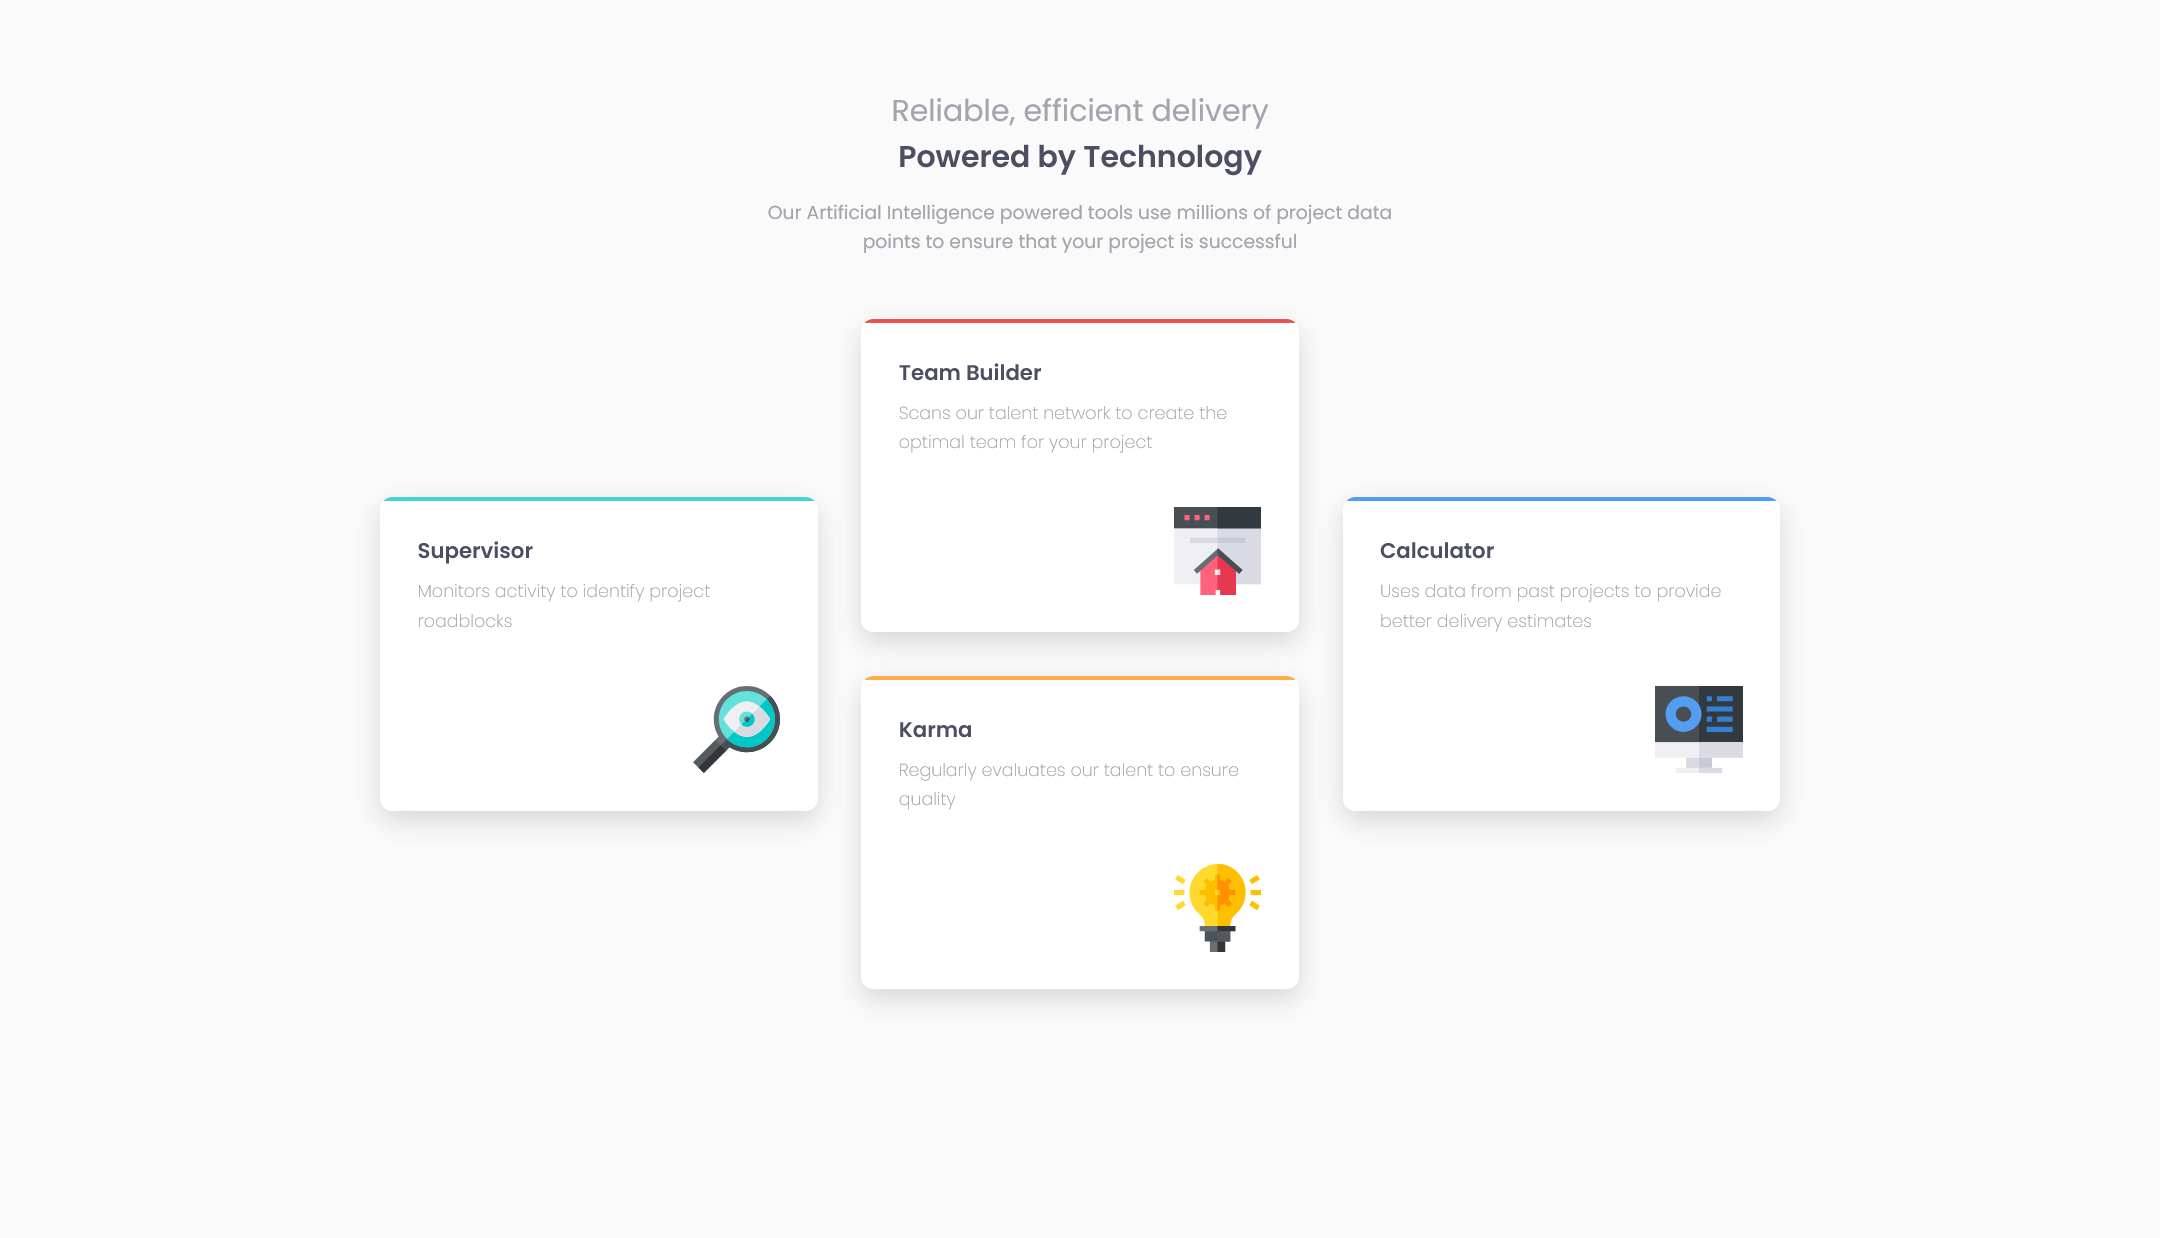 Reliable, efficient delivery
Powered by Technology
Our Artificial Intelligence powered tools use millions of project data
points to ensure that your project is successful
Team Builder
Scans our talent network to create the
optimal team for your project
Supervisor
Monitors activity to identify project
roadblocks
Calculator
Uses data from past projects to provide
better delivery estimates
Karma
Regularly evaluates our talent to ensure
quality